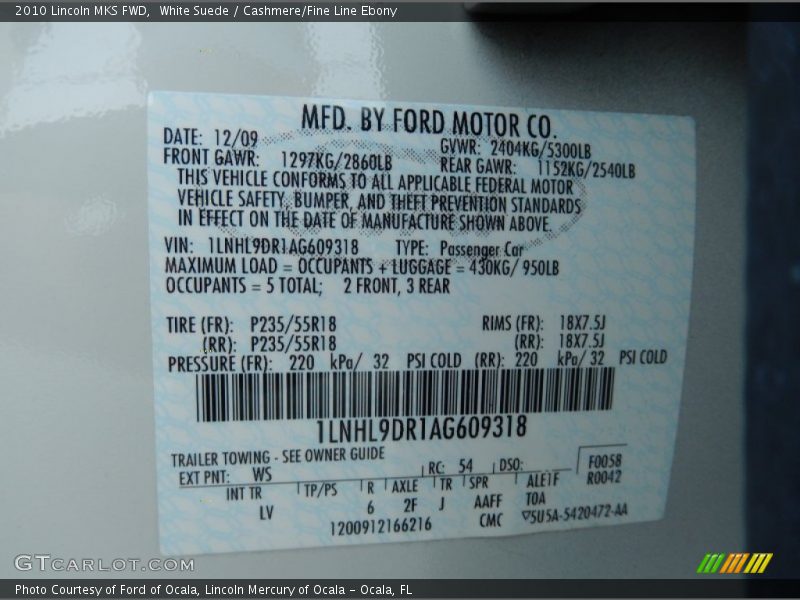 2010 Lincoln MKS FWD, White Suede / Cashmere/Fine Line Ebony
MFD. BY FORD MOTOR CO.
DATE: 12/09 GVWR: 2404KG/5300LB
FRONT GAWR: 1297KG/2860LB REAR GAWR: 1152KG/2540LB
THIS VEHICLE CONFORMS TO ALL APPLICABLE FEDERAL MOTOR
VEHICLE SAFETY, BUMPER, AND THEFT PREVENTION STANDARDS
IN EFFECT ON THE DATE OF MANUFACTURE SHOWN ABOVE.
VIN: 1LNHL9DR1AG609318 TYPE: Passenger Car
MAXIMUM LOAD = OCCUPANTS + LUGGAGE = 430KG/ 950LB
OCCUPANTS = 5 TOTAL; 2 FRONT, 3 REAR
TIRE (FR): P235/55R18 RIMS (FR): 18X7.5J
(RR): P235/55R18 (RR): 18X7.5J
PRESSURE (FR): 220 kPa/ 32 PSI COLD (RR): 220 kPa/ 32 PSI COLD
1LNHL9DR1AG609318
TRAILER TOWING - SEE OWNER GUIDE
EXT PNT: WS RC: 54 DSO: F0058
R0042
INT TR TP/PS R AXLE TR SPR ALE1F
LV 6 2F J AAFF TOA
1200912166216 CMC ▽5U5A-5420472-AA
GTCARLOT.COM
Photo Courtesy of Ford of Ocala, Lincoln Mercury of Ocala – Ocala, FL